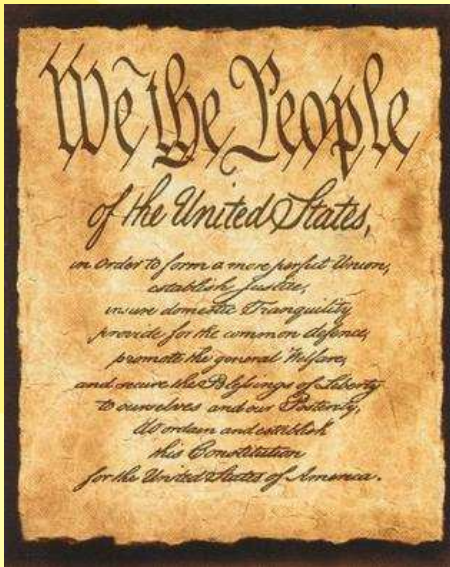 We the People
of the United States,
in Order to form a more perfect Union,
establish Justice,
insure domestic Tranquility,
provide for the common defence,
promote the general Welfare,
and secure the Blessings of Liberty
to ourselves and our Posterity,
do ordain and establish
this Constitution
for the United States of America.